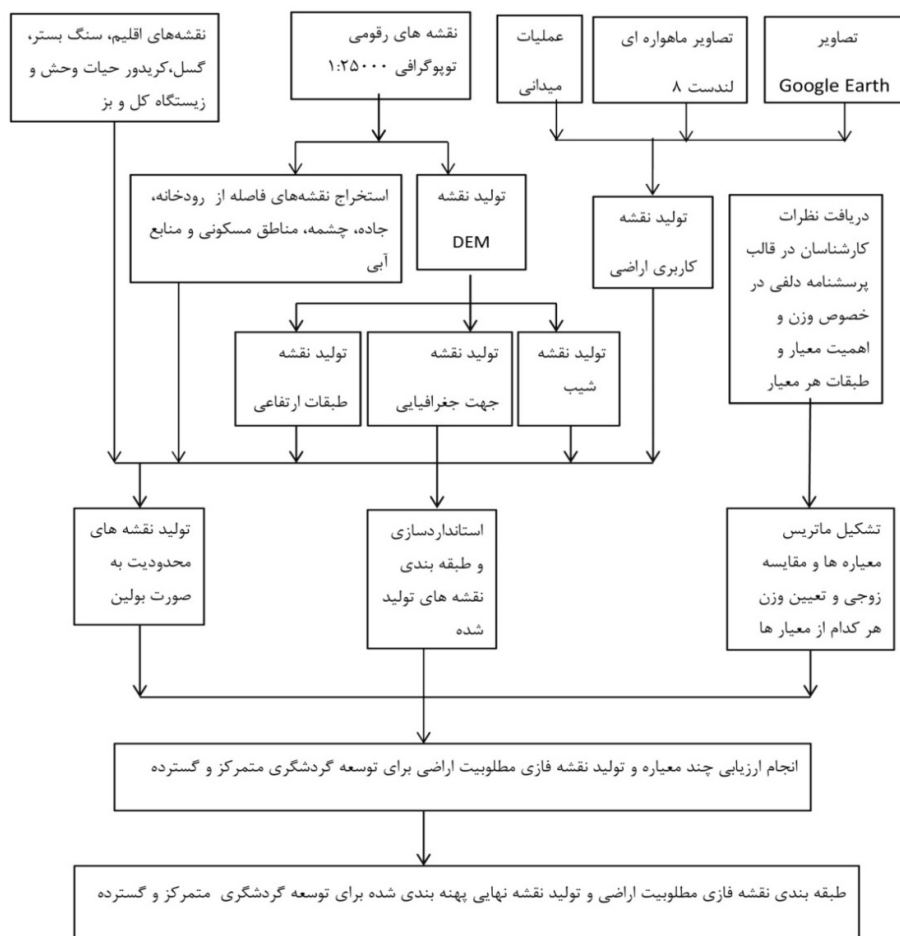 نقشه‌های اقلیم، سنگ بستر،
گسل،کریدور حیات وحش و
زیستگاه کل و بز
نقشه های رقومی
توپوگرافی ۱:۲۵۰۰۰
عملیات
میدانی
تصاویر ماهواره ای
لندست ۸
تصاویر
Google Earth
استخراج نقشه‌های فاصله از رودخانه،
جاده، چشمه، مناطق مسکونی و منابع
آبی
تولید نقشه
DEM
تولید نقشه
کاربری اراضی
دریافت نظرات
کارشناسان در قالب
پرسشنامه دلفی در
خصوص وزن و
اهمیت معیار و
طبقات هر معیار
تولید نقشه
طبقات ارتفاعی
تولید نقشه
جهت جغرافیایی
تولید نقشه
شیب
تولید نقشه های
محدودیت به
صورت بولین
استانداردسازی
و طبقه بندی
نقشه های تولید
شده
تشکیل ماتریس
معیاره ها و مقایسه
زوجی و تعیین وزن
هر کدام از معیار ها
انجام ارزیابی چند معیاره و تولید نقشه فازی مطلوبیت اراضی برای توسعه گردشگری متمرکز و گسترده
طبقه بندی نقشه فازی مطلوبیت اراضی و تولید نقشه نهایی پهنه بندی شده برای توسعه گردشگری متمرکز و گسترده